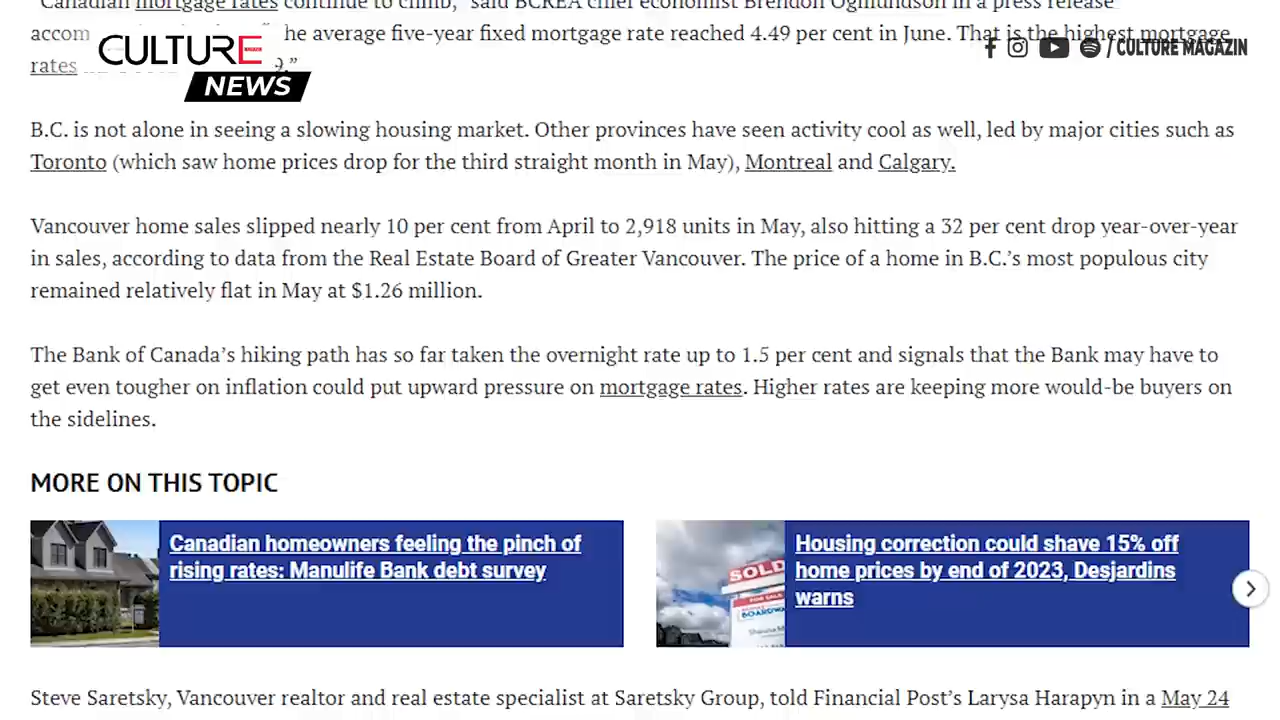 "Canadian mortgage rates continue to climb," said BCREA chief economist Brendon Ogmundson in a press release
accom he average five-year fixed mortgage rate reached 4.49 per cent in June. That is the highest mortgage
rates 9."
CULTURE
NEWS
/ CULTURE MAGAZIN
B.C. is not alone in seeing a slowing housing market. Other provinces have seen activity cool as well, led by major cities such as
Toronto (which saw home prices drop for the third straight month in May), Montreal and Calgary.
Vancouver home sales slipped nearly 10 per cent from April to 2,918 units in May, also hitting a 32 per cent drop year-over-year
in sales, according to data from the Real Estate Board of Greater Vancouver. The price of a home in B.C.'s most populous city
remained relatively flat in May at $1.26 million.
The Bank of Canada's hiking path has so far taken the overnight rate up to 1.5 per cent and signals that the Bank may have to
get even tougher on inflation could put upward pressure on mortgage rates. Higher rates are keeping more would-be buyers on
the sidelines.
MORE ON THIS TOPIC
Canadian homeowners feeling the pinch of
rising rates: Manulife Bank debt survey
SOLD
FOR SALE
BOARDWA
Housing correction could shave 15% off
home prices by end of 2023, Desjardins
warns
Steve Saretsky, Vancouver realtor and real estate specialist at Saretsky Group, told Financial Post's Larysa Harapyn in a May 24